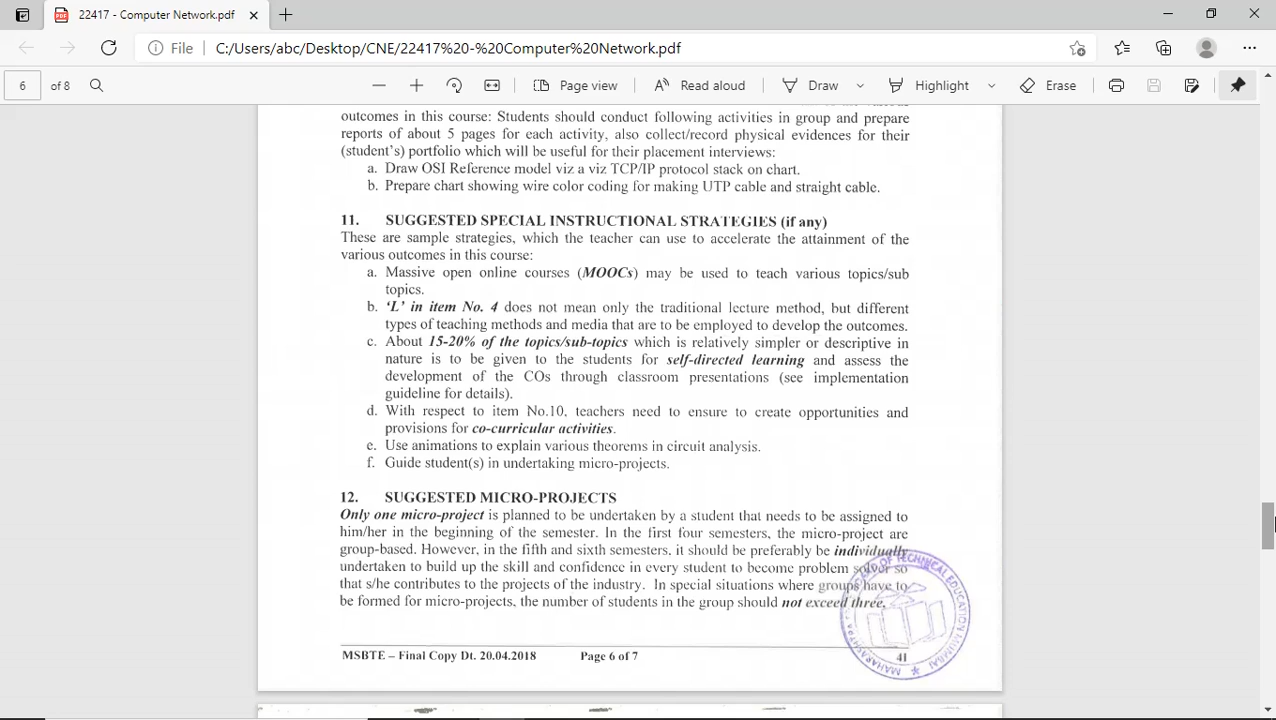 22417 - Computer Network.pdf
File C:/Users/abc/Desktop/CNE/22417%20-%20Computer%20Network.pdf
6 of 8 Page view Read aloud Draw Highlight Erase
outcomes in this course: Students should conduct following activities in group and prepare
reports of about 5 pages for each activity, also collect/record physical evidences for their
(student's) portfolio which will be useful for their placement interviews:
a. Draw OSI Reference model viz a viz TCP/IP protocol stack on chart.
b. Prepare chart showing wire color coding for making UTP cable and straight cable.
11. SUGGESTED SPECIAL INSTRUCTIONAL STRATEGIES (if any)
These are sample strategies, which the teacher can use to accelerate the attainment of the
various outcomes in this course:
a. Massive open online courses (MOOCs) may be used to teach various topics/sub
topics.
b. 'L' in item No. 4 does not mean only the traditional lecture method, but different
types of teaching methods and media that are to be employed to develop the outcomes.
c. About 15-20% of the topics/sub-topics which is relatively simpler or descriptive in
nature is to be given to the students for self-directed learning and assess the
development of the COs through classroom presentations (see implementation
guideline for details).
d. With respect to item No.10, teachers need to ensure to create opportunities and
provisions for co-curricular activities.
e. Use animations to explain various theorems in circuit analysis.
f. Guide student(s) in undertaking micro-projects.
12. SUGGESTED MICRO-PROJECTS
Only one micro-project is planned to be undertaken by a student that needs to be assigned to
him/her in the beginning of the semester. In the first four semesters, the micro-project are
group-based. However, in the fifth and sixth semesters, it should be preferably be individually
undertaken to build up the skill and confidence in every student to become problem solver so
that s/he contributes to the projects of the industry. In special situations where groups have to
be formed for micro-projects, the number of students in the group should not exceed three.
MSBTE – Final Copy Dt. 20.04.2018 Page 6 of 7 41
OF TECHNICAL EDUCATION MUMBAI